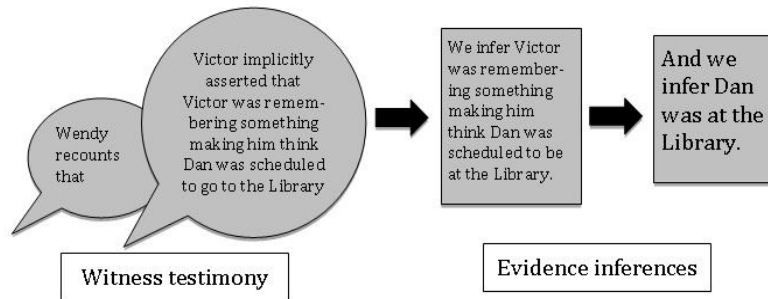 Wendy
recounts
that
Victor implicitly
asserted that
Victor was remem-
bering something
making him think
Dan was scheduled
to go to the Library
We infer Victor
was remember-
ing something
making him
think Dan was
scheduled to be
at the Library.
And we
infer Dan
was at the
Library.
Witness testimony
Evidence inferences